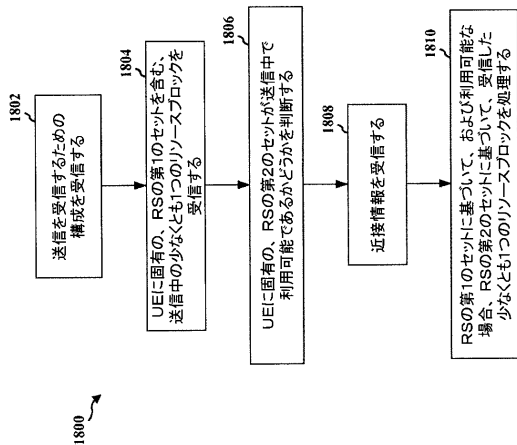 1800
1802
送信を受信するための
構成を受信する
1804
UEに固有の、RSの第1のセットを含む、
送信中の少なくとも1つのリソースブロックを
受信する
1806
UEに固有の、RSの第2のセットが送信中で
利用可能であるかどうかを判断する
1808
近接情報を受信する
1810
RSの第1のセットに基づいて、および利用可能な
場合、RSの第2のセットに基づいて、受信した
少なくとも1つのリソースブロックを処理する